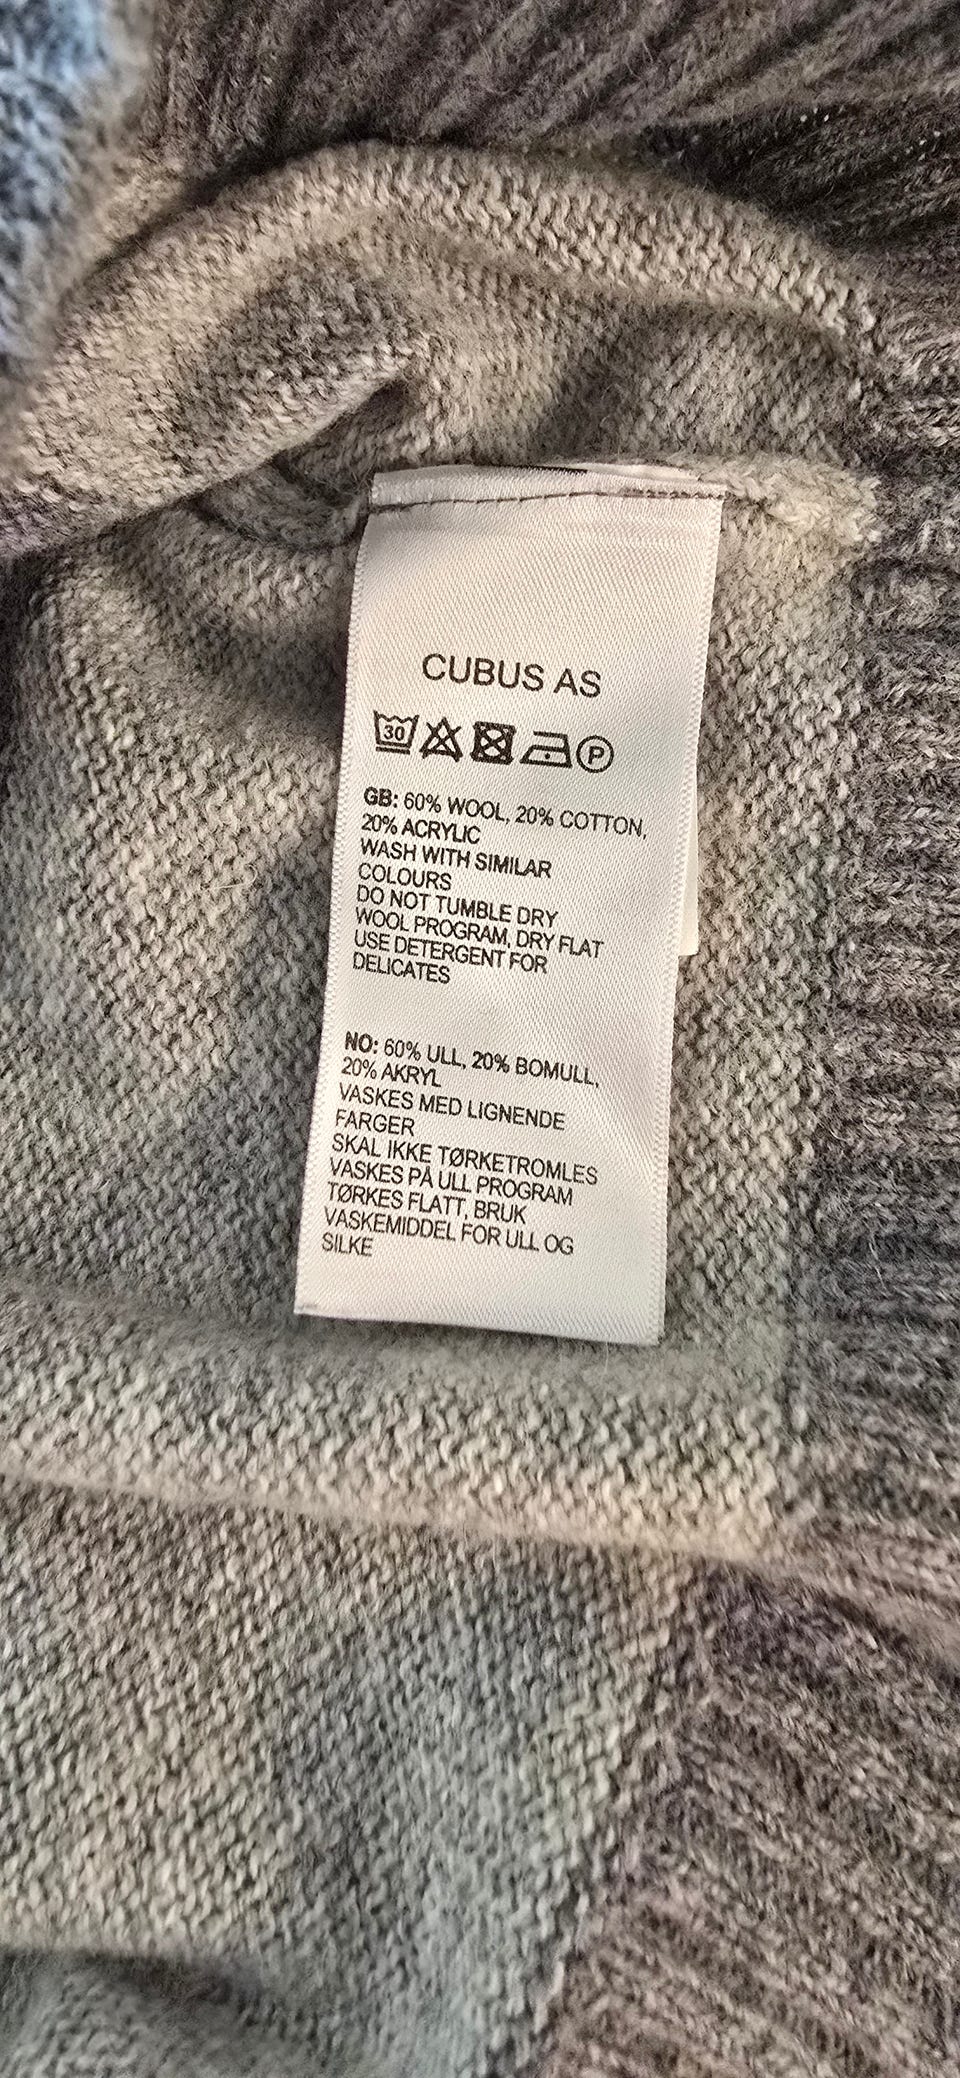 CUBUS AS
30 P
GB: 60% WOOL, 20% COTTON,
20% ACRYLIC
WASH WITH SIMILAR
COLOURS
DO NOT TUMBLE DRY
WOOL PROGRAM, DRY FLAT
USE DETERGENT FOR
DELICATES
NO: 60% ULL, 20% BOMULL,
20% AKRYL
VASKES MED LIGNENDE
FARGER
SKAL IKKE TØRKETROMLES
VASKES PÅ ULL PROGRAM
TØRKES FLATT, BRUK
VASKEMIDDEL FOR ULL OG
SILKE